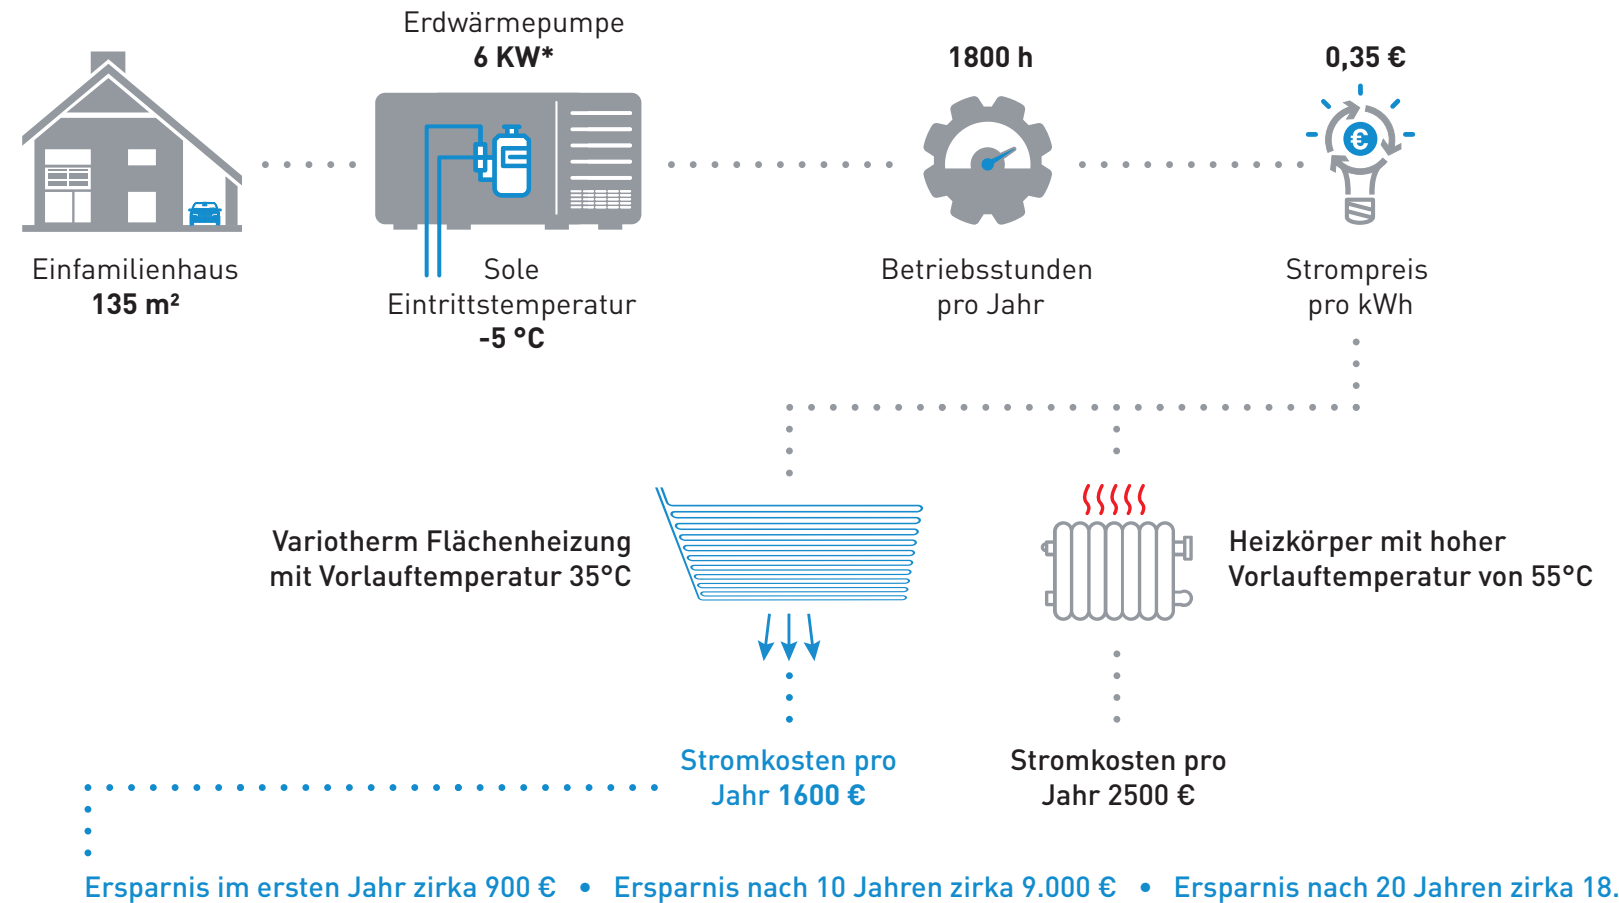 Erdwärmepumpe
6 KW*
1800 h
0,35 €
€
Einfamilienhaus
135 m²
Sole
Eintrittstemperatur
-5 °C
Betriebsstunden
pro Jahr
Strompreis
pro kWh
Variotherm Flächenheizung
mit Vorlauftemperatur 35°C
Heizkörper mit hoher
Vorlauftemperatur von 55°C
Stromkosten pro
Jahr 1600 €
Stromkosten pro
Jahr 2500 €
Ersparnis im ersten Jahr zirka 900 € • Ersparnis nach 10 Jahren zirka 9.000 € • Ersparnis nach 20 Jahren zirka 18.